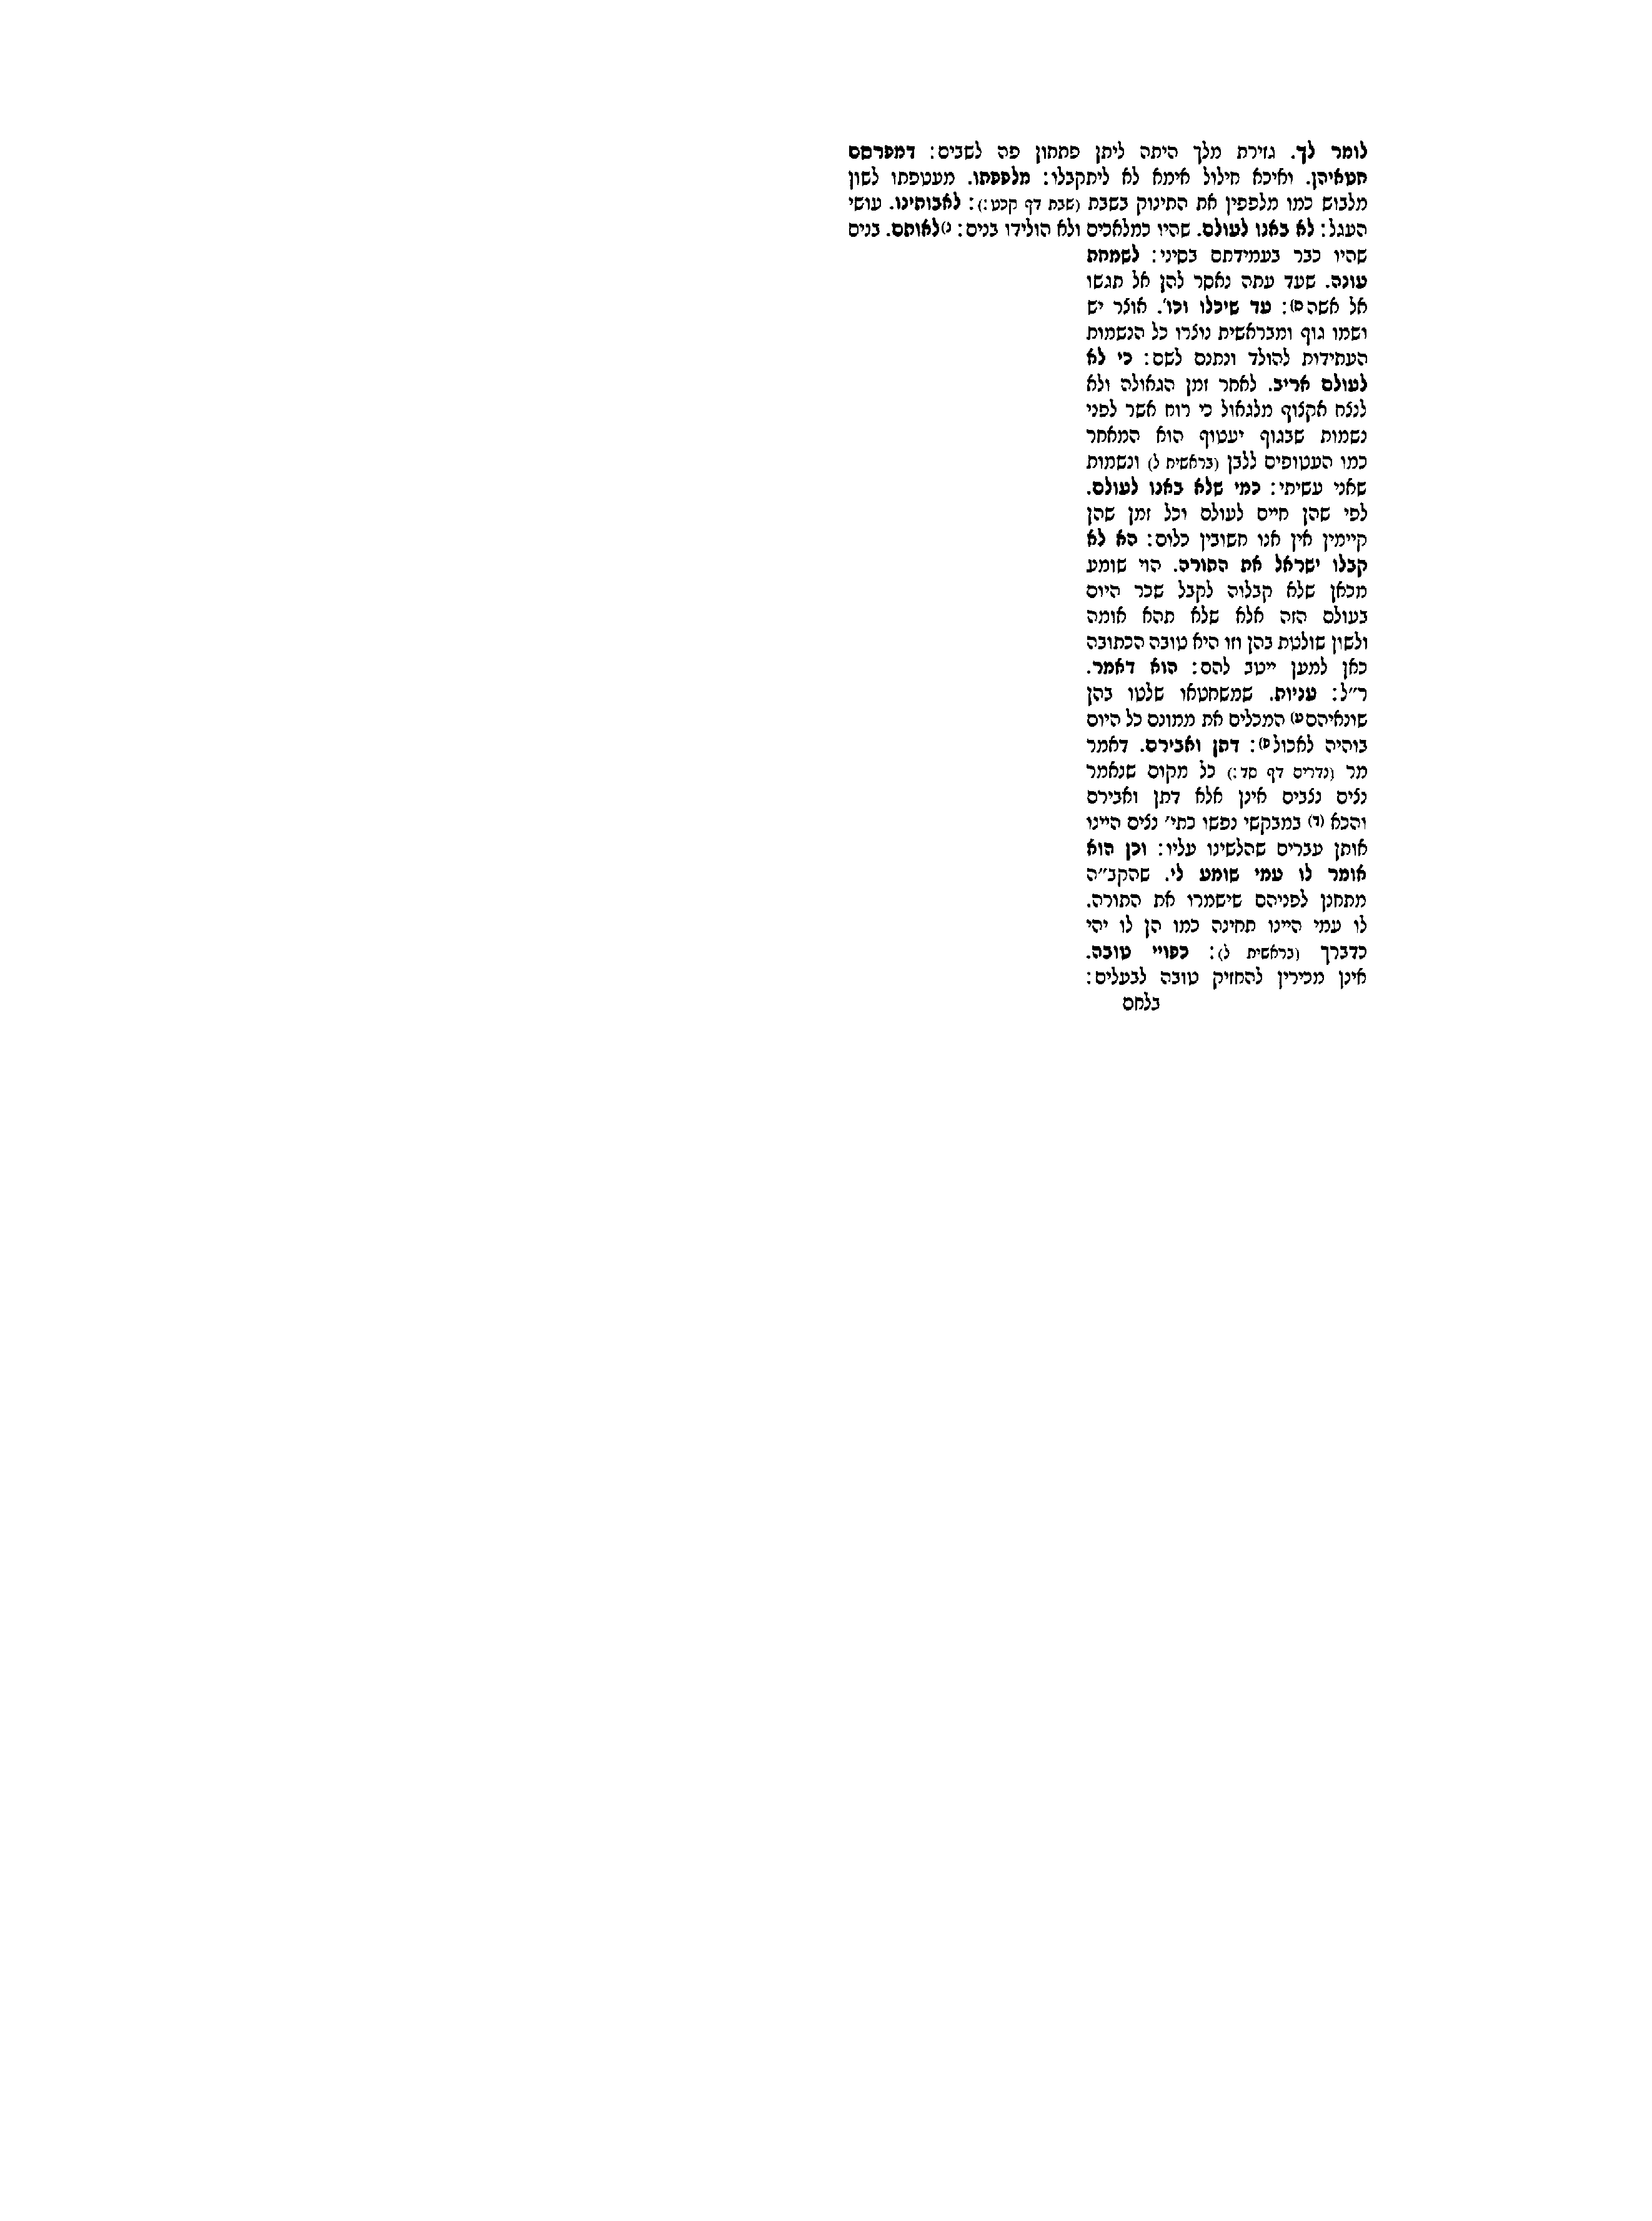 לומר לך. גזירת מלך היתה ליתן פתחון פה לשבים: דמפרסם
חטאיהן. ואיכא חילול אימא לא ליתקבלו: מלפפתו. מעטפתו לשון
מלבוש כמו מלפפין את התינוק בשבת (שבת דף קכט:): לאבותינו. עושי
העגל: לא באנו לעולם. שהיו כמלאכים ולא הולידו בנים: נ)לאותם. בנים
שהיו כבר בעמידתם בסיני: לשמחת
עונה. שעד עתה נאסר להן אל תגשו
אל אשה ס): עד שיכלו וכו'. אוצר יש
ושמו גוף ומבראשית נוצרו כל הנשמות
העתידות להולד ונתנם לשם: כי לא
לעולם אריב. לאחר זמן הגאולה ולא
לנצח אקצוף מלגאול כי רוח אשר לפני
נשמות שבגוף יעטוף הוא המאחר
כמו העטופים ללבן (בראשית ל) ונשמות
שאני עשיתי: כמי שלא באנו לעולם.
לפי שהן חיים לעולם וכל זמן שהן
קיימין אין אנו חשובין כלום: הא לא
קבלו ישראל את התורה. הוי שומע
מכאן שלא קבלוה לקבל שכר היום
בעולם הזה אלא שלא תהא אומה
ולשון שולטת בהן וזו היא טובה הכתובה
כאן למען ייטב להם: הוא דאמר.
ר"ל: עניות. שמשחטאו שלטו בהן
שונאיהם ע) המכלים את ממונם כל היום
בוהיה לאכול פ): דתן ואבירם. דאמר
מר (נדרים דף סד:) כל מקום שנאמר
נצים נצבים אינן אלא דתן ואבירם
והכא (ד) במבקשי נפשו כתי' נצים היינו
אותן עברים שהלשינו עליו: וכן הוא
אומר לו עמי שומע לי. שהקב"ה
מתחנן לפניהם שישמרו את התורה.
לו עמי היינו תחינה כמו הן לו יהי
כדברך (בראשית ל): כפויי טובה.
אינן מכירין להחזיק טובה לבעלים:
בלחם